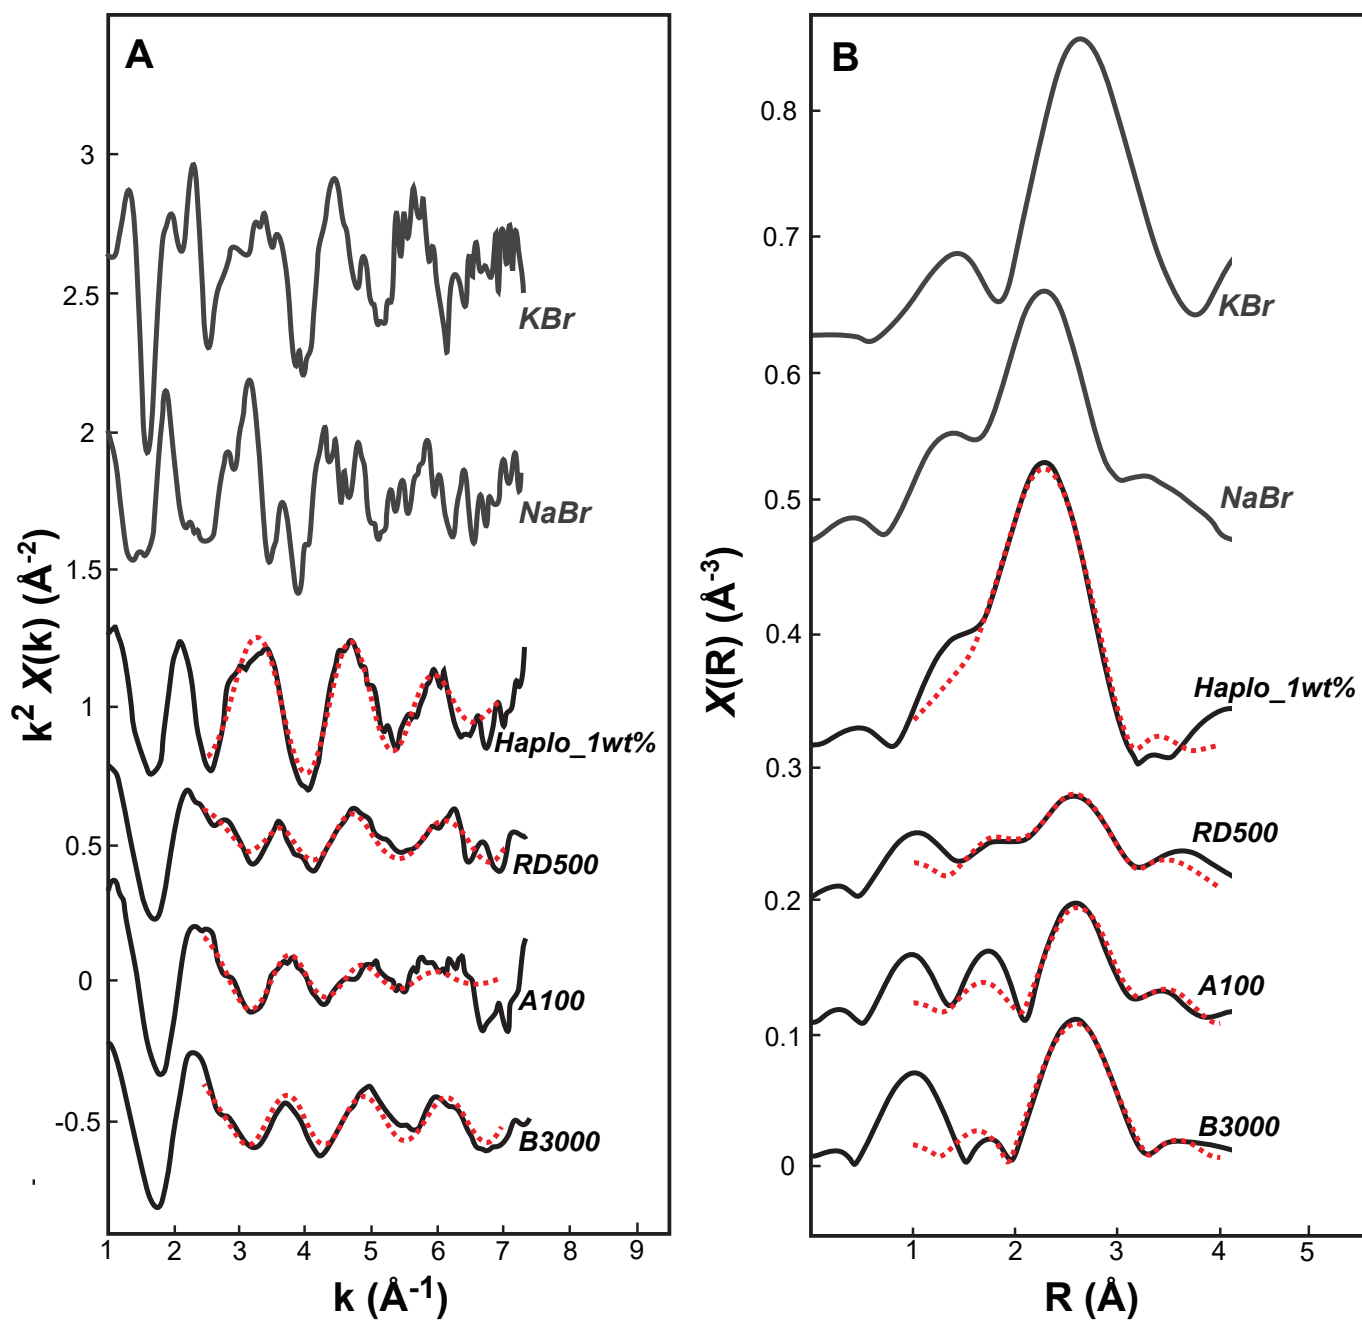 A
3
2.5
2
1.5
1
0.5
0
-0.5
k² X(k) (Å⁻²)
KBr
NaBr
Haplo_1wt%
RD500
A100
B3000
1 2 3 4 5 6 7 8 9
k (Å⁻¹)
B
0.8
0.7
0.6
0.5
0.4
0.3
0.2
0.1
0
X(R) (Å⁻³)
KBr
NaBr
Haplo_1wt%
RD500
A100
B3000
1 2 3 4 5
R (Å)